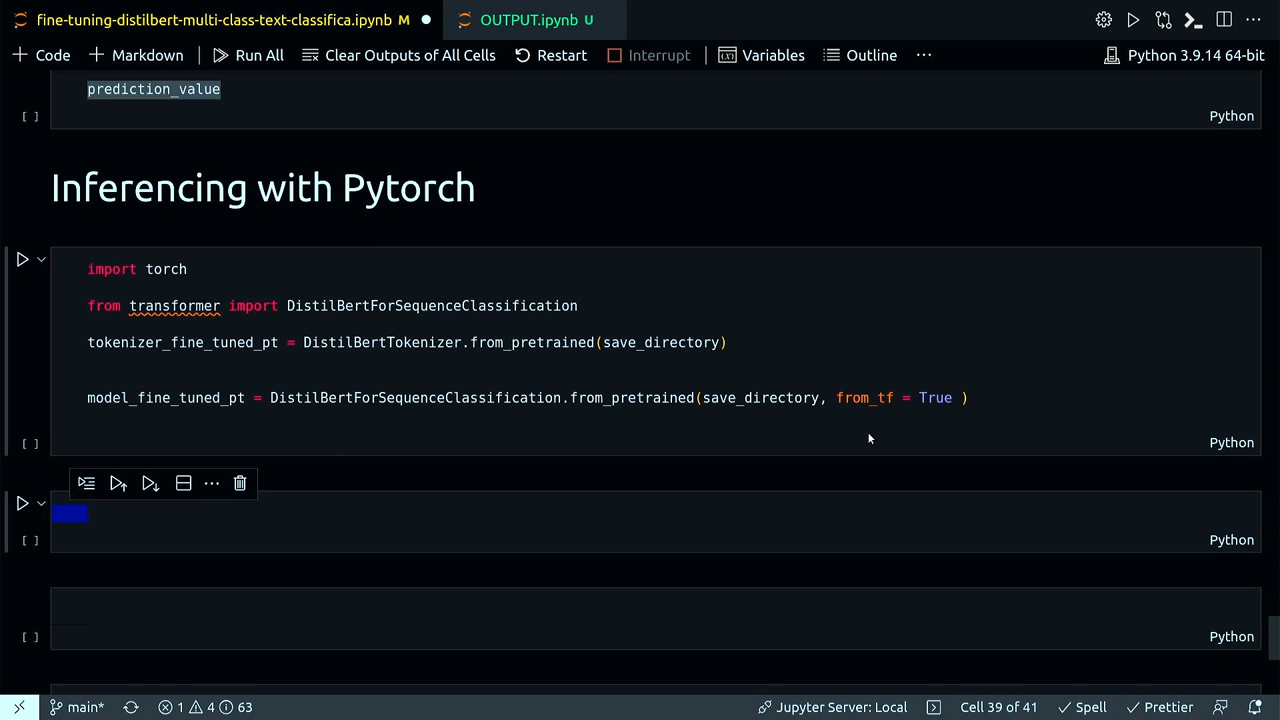 fine-tuning-distilbert-multi-class-text-classifica.ipynb M OUTPUT.ipynb U
Code Markdown Run All Clear Outputs of All Cells Restart Interrupt Variables Outline ... Python 3.9.14 64-bit
prediction_value
[ ] Python
Inferencing with Pytorch
import torch
from transformer import DistilBertForSequenceClassification
tokenizer_fine_tuned_pt = DistilBertTokenizer.from_pretrained(save_directory)
model_fine_tuned_pt = DistilBertForSequenceClassification.from_pretrained(save_directory, from_tf = True )
[ ] Python
[ ] Python
[ ] Python
main* 1 4 63 Jupyter Server: Local Cell 39 of 41 Spell Prettier